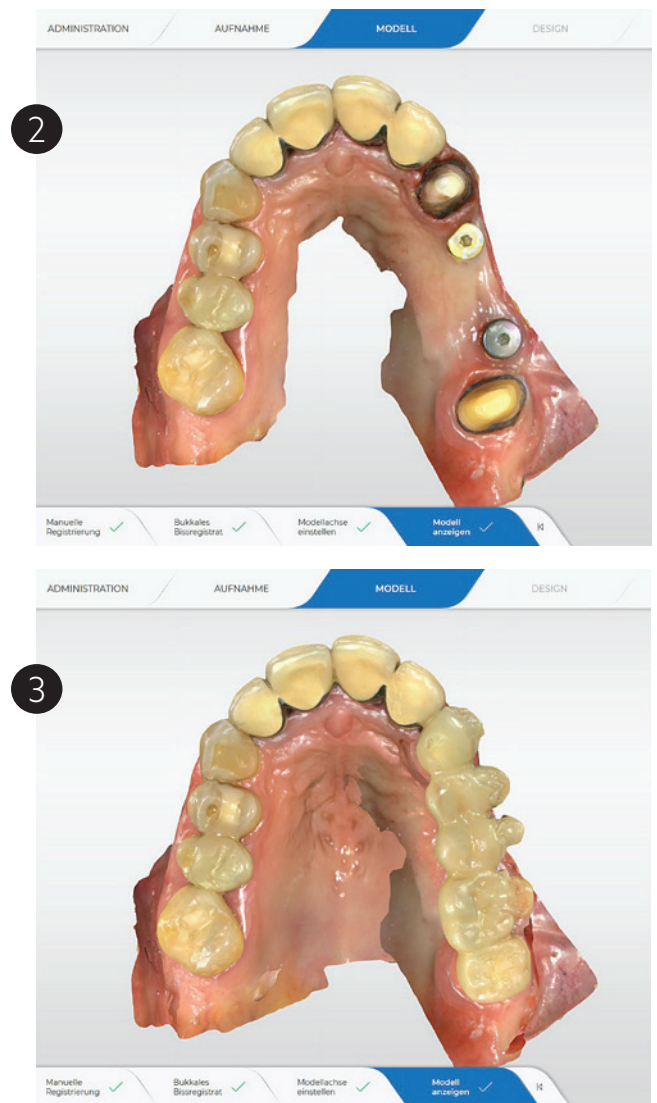 ADMINISTRATION AUFNAHME MODELL DESIGN
2
Manuelle Registrierung
Bukkales Bissregistrat
Modellachse einstellen
Modell anzeigen
ADMINISTRATION AUFNAHME MODELL DESIGN
3
Manuelle Registrierung
Bukkales Bissregistrat
Modellachse einstellen
Modell anzeigen